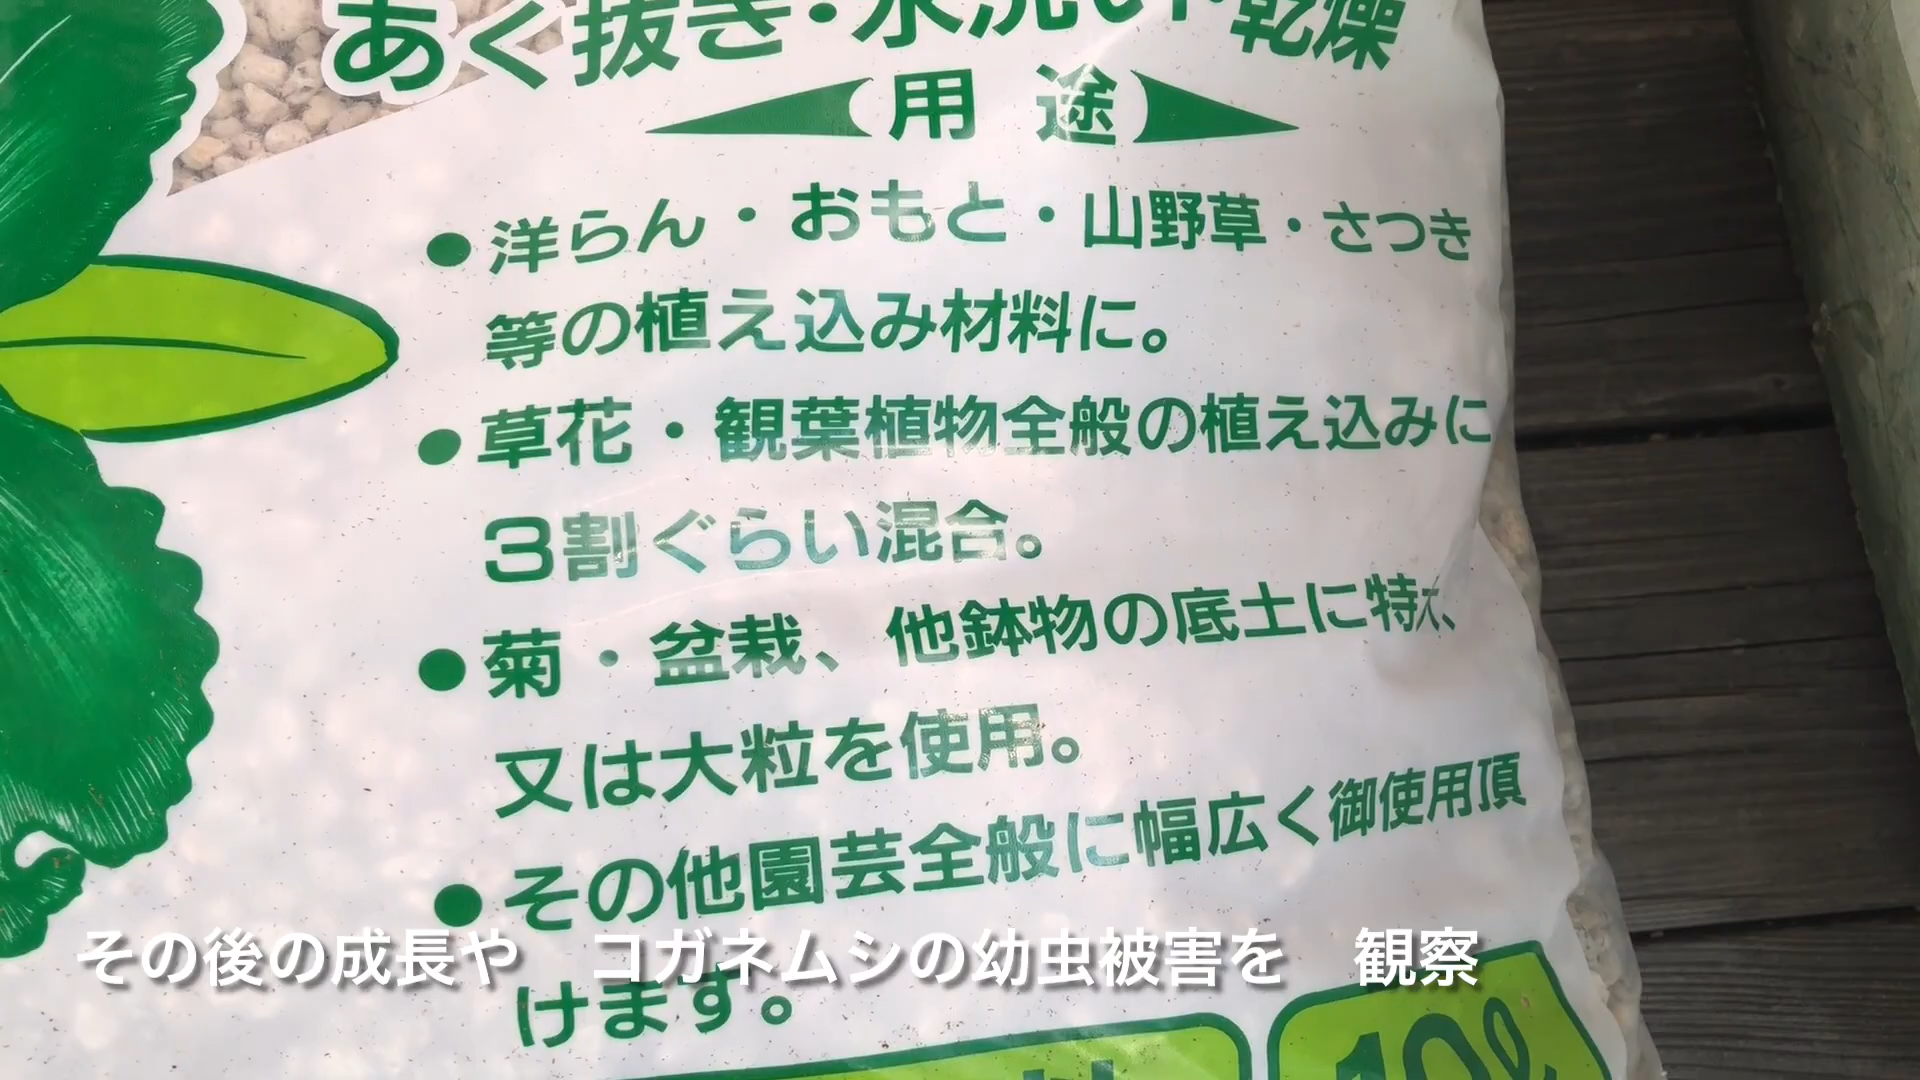 あく抜き・水洗い・乾燥
用途
●洋らん・おもと・山野草・さつき
等の植え込み材料に。
●草花・観葉植物全般の植え込みに
3割ぐらい混合。
●菊・盆栽、他鉢物の底土に特大、
又は大粒を使用。
●その他園芸全般に幅広く御使用頂
けます。
その後の成長や　コガネムシの幼虫被害を　観察
10ℓ